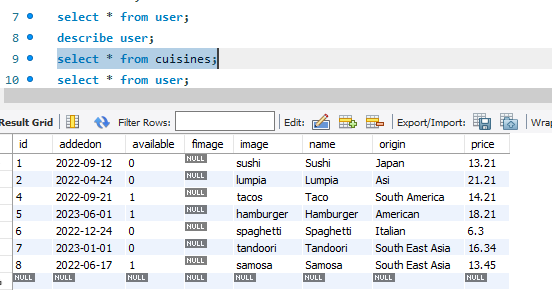 7 select * from user;
8 describe user;
9 select * from cuisines;
10 select * from user;
Result Grid Filter Rows: Edit: Export/Import: Wrap
id addedon available fimage image name origin price
1 2022-09-12 0 NULL sushi Sushi Japan 13.21
2 2022-04-24 0 NULL lumpia Lumpia Asi 21.21
4 2022-09-21 1 NULL tacos Taco South America 14.21
5 2023-06-01 1 NULL hamburger Hamburger American 18.21
6 2022-12-24 0 NULL spaghetti Spaghetti Italian 6.3
7 2023-01-01 0 NULL tandoori Tandoori South East Asia 16.34
8 2022-06-17 1 NULL samosa Samosa South East Asia 13.45
NULL NULL NULL NULL NULL NULL NULL NULL